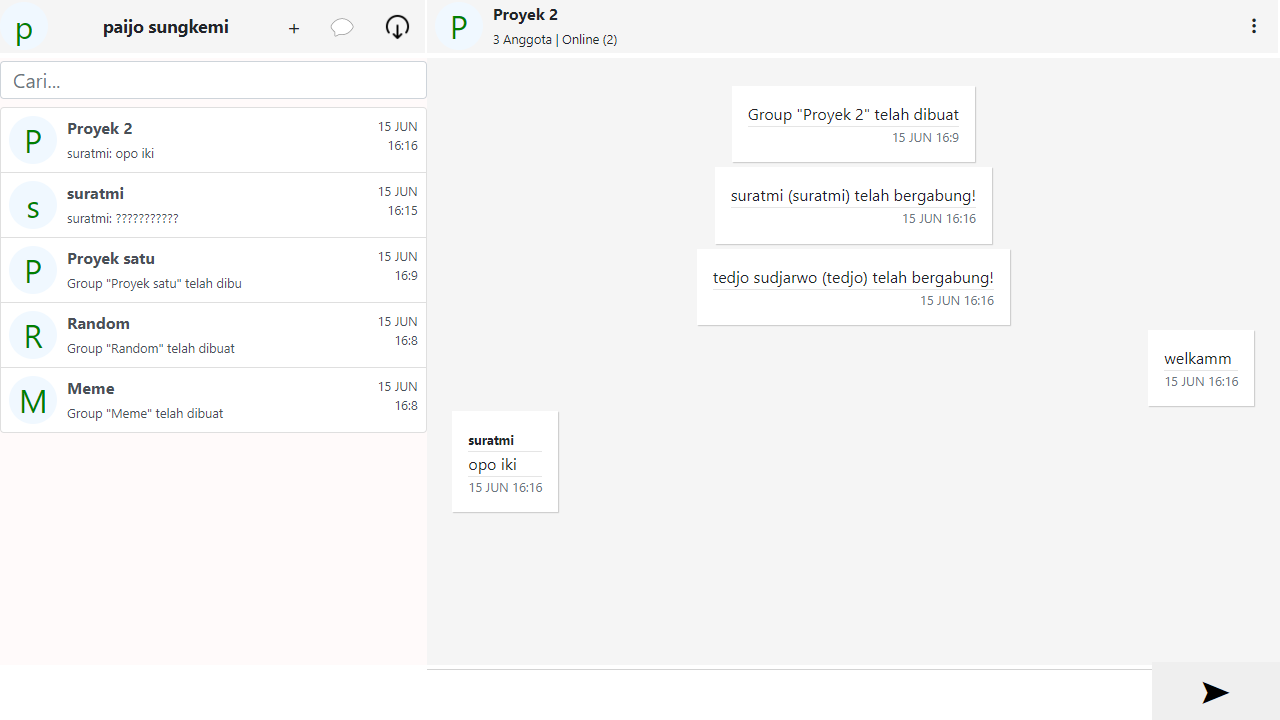 p
paijo sungkemi
+
Cari...
P
Proyek 2
15 JUN
suratmi: opo iki
16:16
s
suratmi
15 JUN
suratmi: ???????????
16:15
P
Proyek satu
15 JUN
Group "Proyek satu" telah dibu
16:9
R
Random
15 JUN
Group "Random" telah dibuat
16:8
M
Meme
15 JUN
Group "Meme" telah dibuat
16:8
P
Proyek 2
3 Anggota | Online (2)
Group "Proyek 2" telah dibuat
15 JUN 16:9
suratmi (suratmi) telah bergabung!
15 JUN 16:16
tedjo sudjarwo (tedjo) telah bergabung!
15 JUN 16:16
welkamm
15 JUN 16:16
suratmi
opo iki
15 JUN 16:16